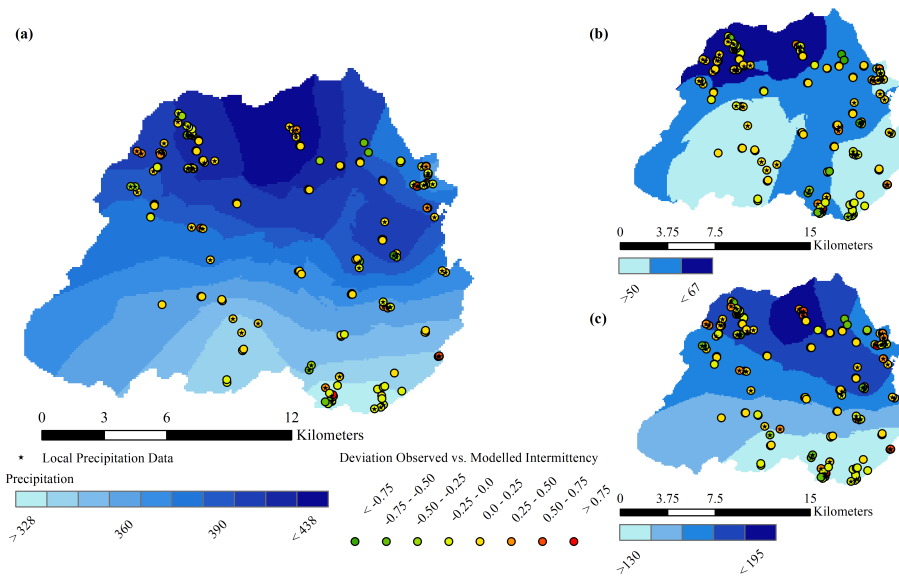 (a)
0 3 6 12
Kilometers
★ Local Precipitation Data
Precipitation
> 328 360 390 < 438
Deviation Observed vs. Modelled Intermittency
< -0.75 -0.75 - -0.50 -0.50 - -0.25 -0.25 - 0.0 0.0 - 0.25 0.25 - 0.50 0.50 - 0.75 > 0.75
(b)
0 3.75 7.5 15
Kilometers
>50 < 67
(c)
0 3.75 7.5 15
Kilometers
>130 < 195